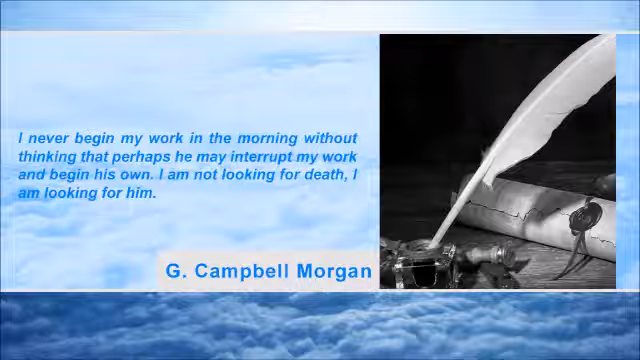 I never begin my work in the morning without
thinking that perhaps he may interrupt my work
and begin his own. I am not looking for death, I
am looking for him.
G. Campbell Morgan